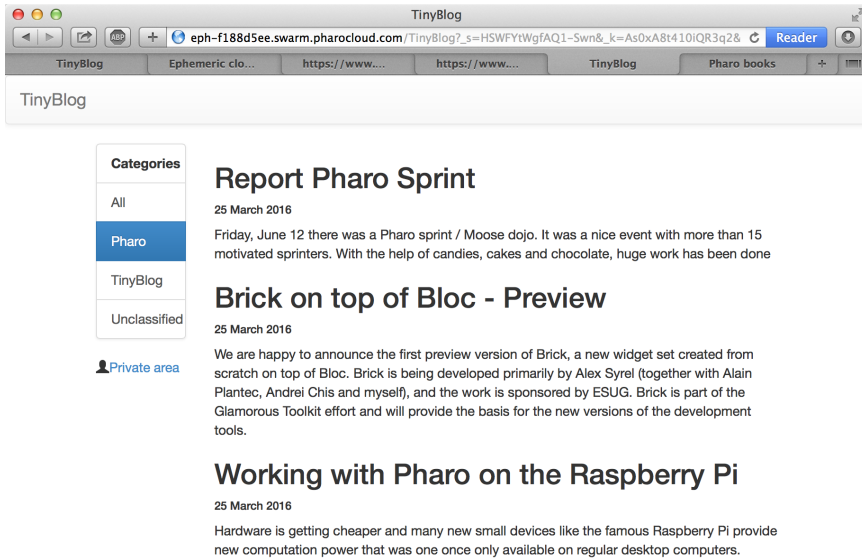 TinyBlog
ABP
eph-f188d5ee.swarm.pharocloud.com/TinyBlog?_s=HSWFYtWgfAQ1-Swn&_k=As0xA8t410iQR3q2&
Reader
TinyBlog
Ephemeric clo...
https://www....
https://www....
TinyBlog
Pharo books
TinyBlog
Categories
All
Pharo
TinyBlog
Unclassified
Private area
Report Pharo Sprint
25 March 2016
Friday, June 12 there was a Pharo sprint / Moose dojo. It was a nice event with more than 15
motivated sprinters. With the help of candies, cakes and chocolate, huge work has been done
Brick on top of Bloc - Preview
25 March 2016
We are happy to announce the first preview version of Brick, a new widget set created from
scratch on top of Bloc. Brick is being developed primarily by Alex Syrel (together with Alain
Plantec, Andrei Chis and myself), and the work is sponsored by ESUG. Brick is part of the
Glamorous Toolkit effort and will provide the basis for the new versions of the development
tools.
Working with Pharo on the Raspberry Pi
25 March 2016
Hardware is getting cheaper and many new small devices like the famous Raspberry Pi provide
new computation power that was one once only available on regular desktop computers.